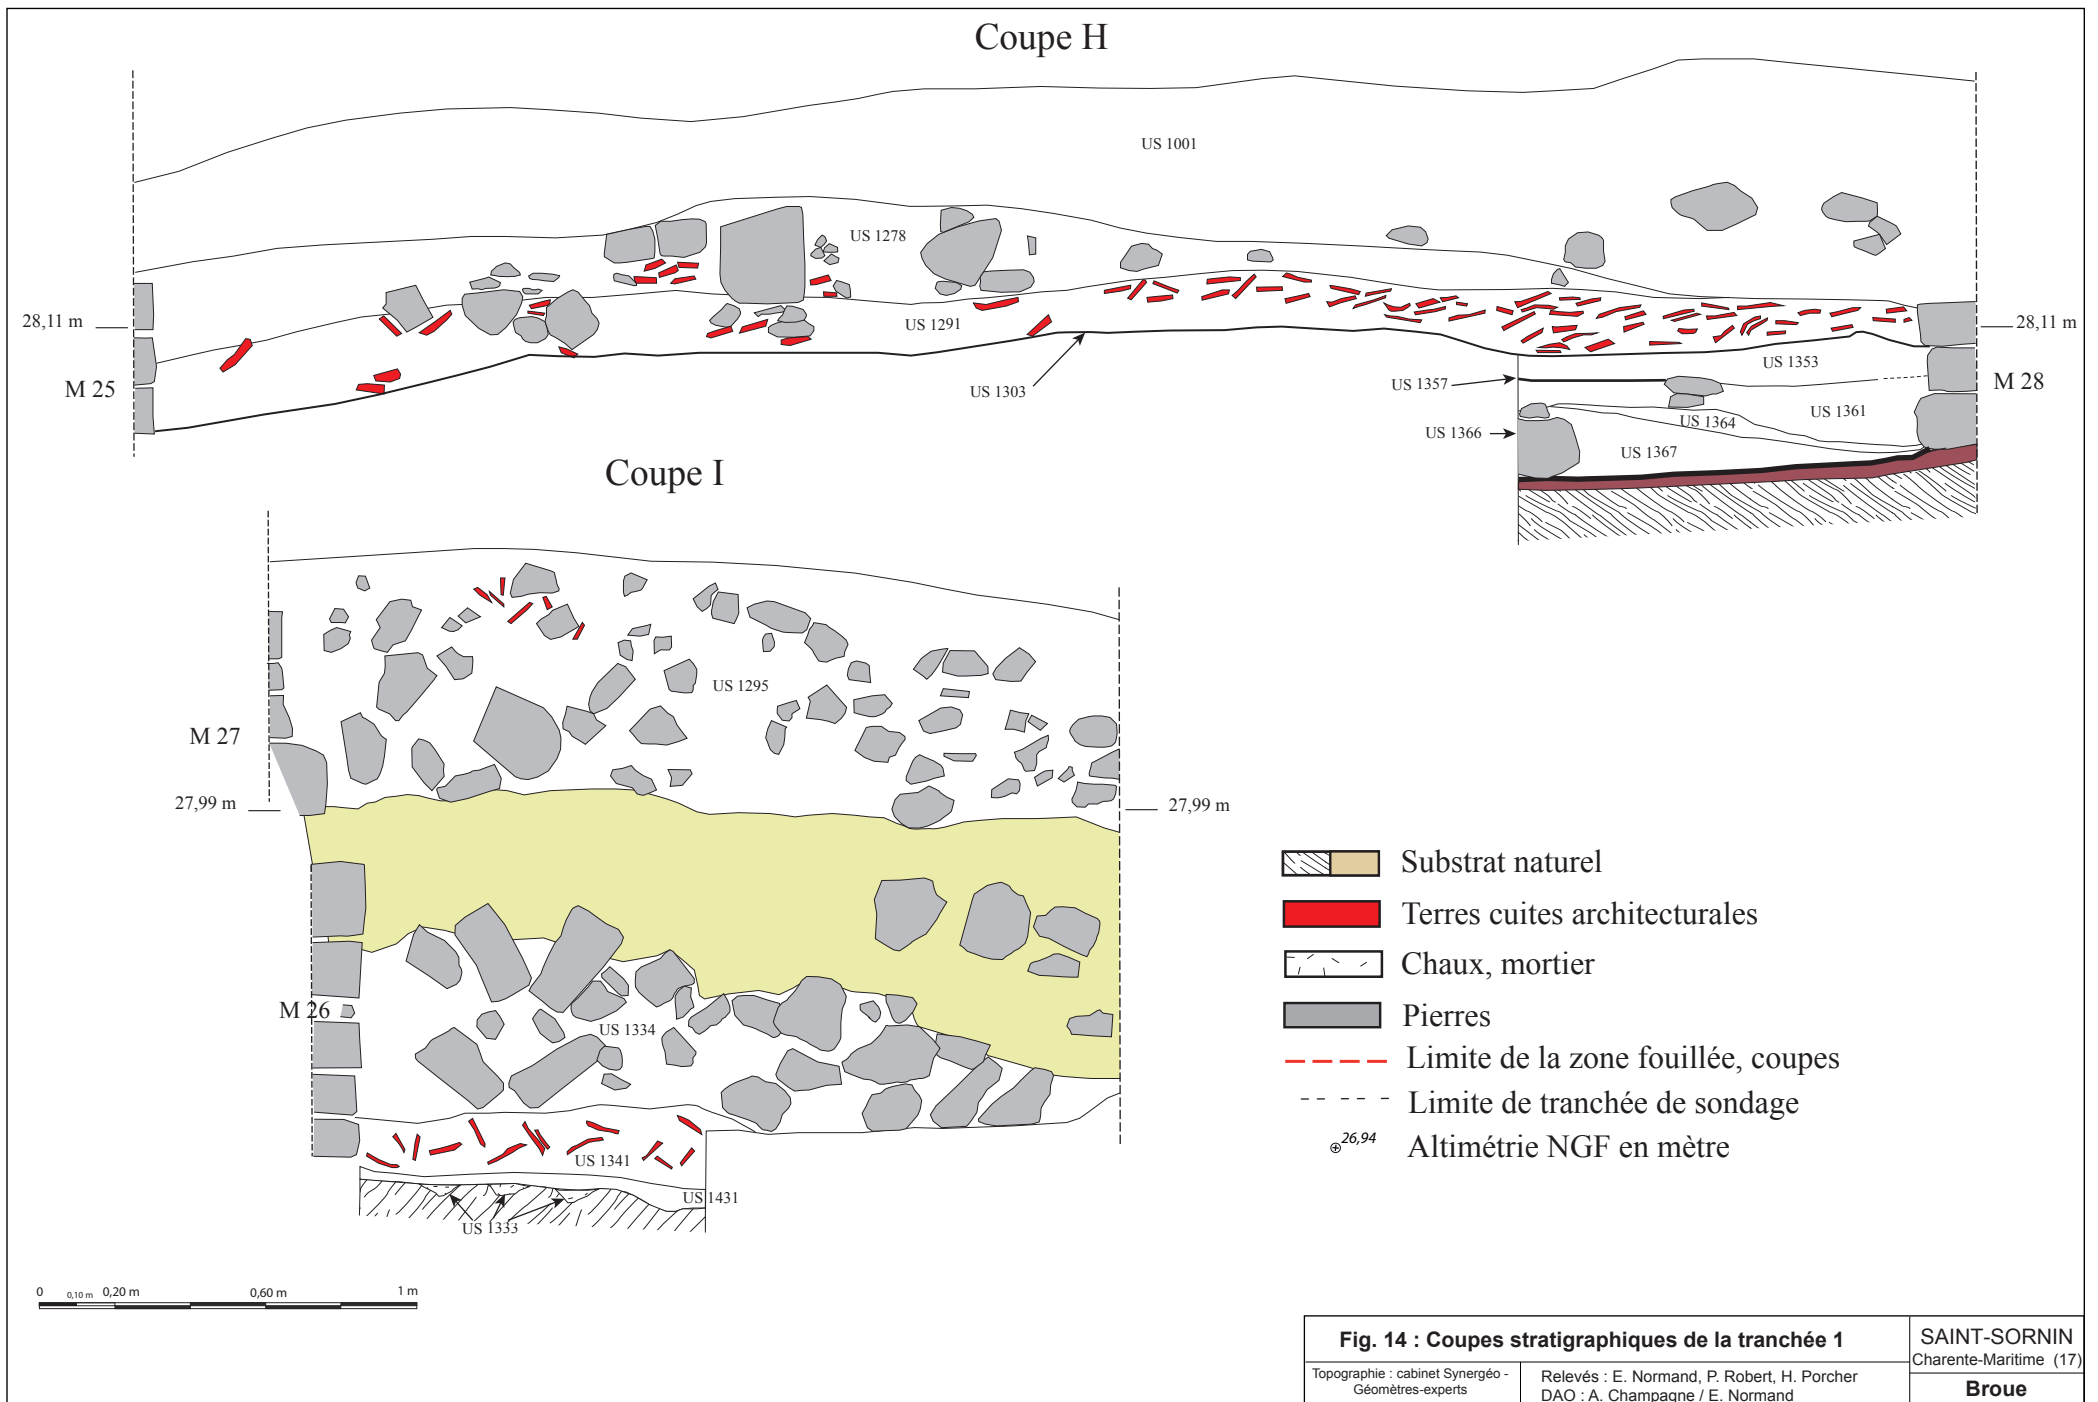 Coupe H
US 1001
US 1278
28,11 m
US 1291
28,11 m
US 1353
M 25
US 1303
US 1357
M 28
US 1361
US 1364
US 1366
US 1367
Coupe I
US 1295
M 27
27,99 m
27,99 m
M 26
US 1334
US 1341
US 1431
US 1333
Substrat naturel
Terres cuites architecturales
Chaux, mortier
Pierres
Limite de la zone fouillée, coupes
Limite de tranchée de sondage
26,94
Altimétrie NGF en mètre
0 0,10 m 0,20 m 0,60 m 1 m
Fig. 14 : Coupes stratigraphiques de la tranchée 1
Topographie : cabinet Synergéo -
Géomètres-experts
Relevés : E. Normand, P. Robert, H. Porcher
DAO : A. Champagne / E. Normand
SAINT-SORNIN
Charente-Maritime (17)
Broue